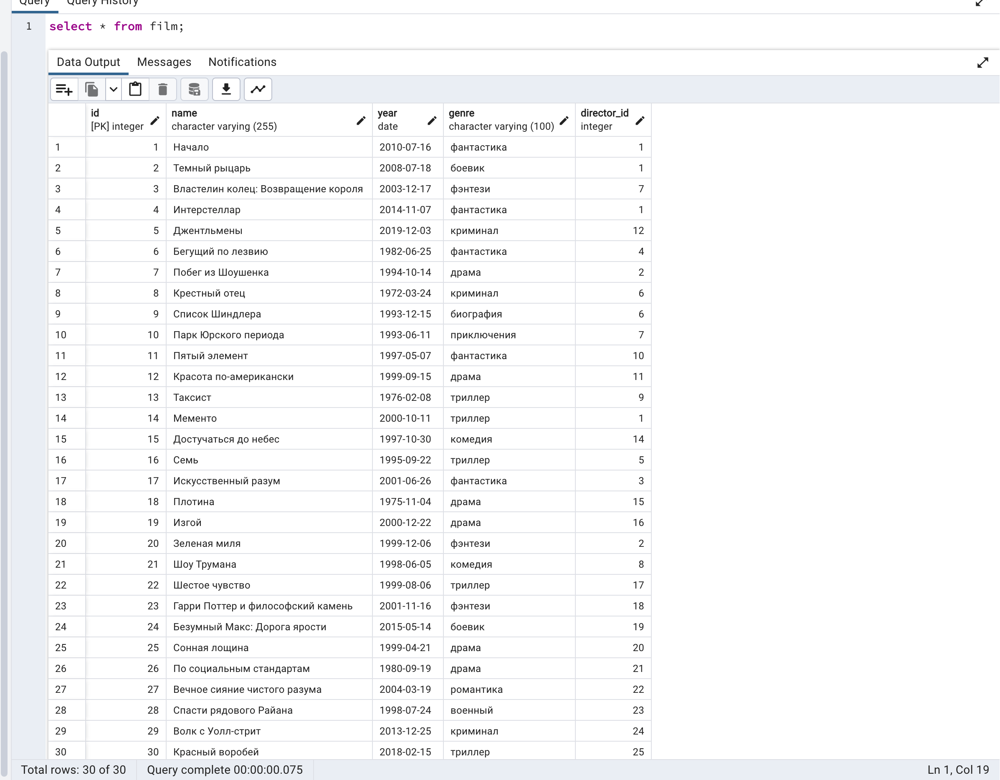 Query Query History
1 select * from film;
Data Output Messages Notifications
id name year genre director_id
[PK] integer character varying (255) date character varying (100) integer
1 1 Начало 2010-07-16 фантастика 1
2 2 Темный рыцарь 2008-07-18 боевик 1
3 3 Властелин колец: Возвращение короля 2003-12-17 фэнтези 7
4 4 Интерстеллар 2014-11-07 фантастика 1
5 5 Джентльмены 2019-12-03 криминал 12
6 6 Бегущий по лезвию 1982-06-25 фантастика 4
7 7 Побег из Шоушенка 1994-10-14 драма 2
8 8 Крестный отец 1972-03-24 криминал 6
9 9 Список Шиндлера 1993-12-15 биография 6
10 10 Парк Юрского периода 1993-06-11 приключения 7
11 11 Пятый элемент 1997-05-07 фантастика 10
12 12 Красота по-американски 1999-09-15 драма 11
13 13 Таксист 1976-02-08 триллер 9
14 14 Мементо 2000-10-11 триллер 1
15 15 Достучаться до небес 1997-10-30 комедия 14
16 16 Семь 1995-09-22 триллер 5
17 17 Искусственный разум 2001-06-26 фантастика 3
18 18 Плотина 1975-11-04 драма 15
19 19 Изгой 2000-12-22 драма 16
20 20 Зеленая миля 1999-12-06 фэнтези 2
21 21 Шоу Трумана 1998-06-05 комедия 8
22 22 Шестое чувство 1999-08-06 триллер 17
23 23 Гарри Поттер и философский камень 2001-11-16 фэнтези 18
24 24 Безумный Макс: Дорога ярости 2015-05-14 боевик 19
25 25 Сонная лощина 1999-04-21 драма 20
26 26 По социальным стандартам 1980-09-19 драма 21
27 27 Вечное сияние чистого разума 2004-03-19 романтика 22
28 28 Спасти рядового Райана 1998-07-24 военный 23
29 29 Волк с Уолл-стрит 2013-12-25 криминал 24
30 30 Красный воробей 2018-02-15 триллер 25
Total rows: 30 of 30 Query complete 00:00:00.075 Ln 1, Col 19